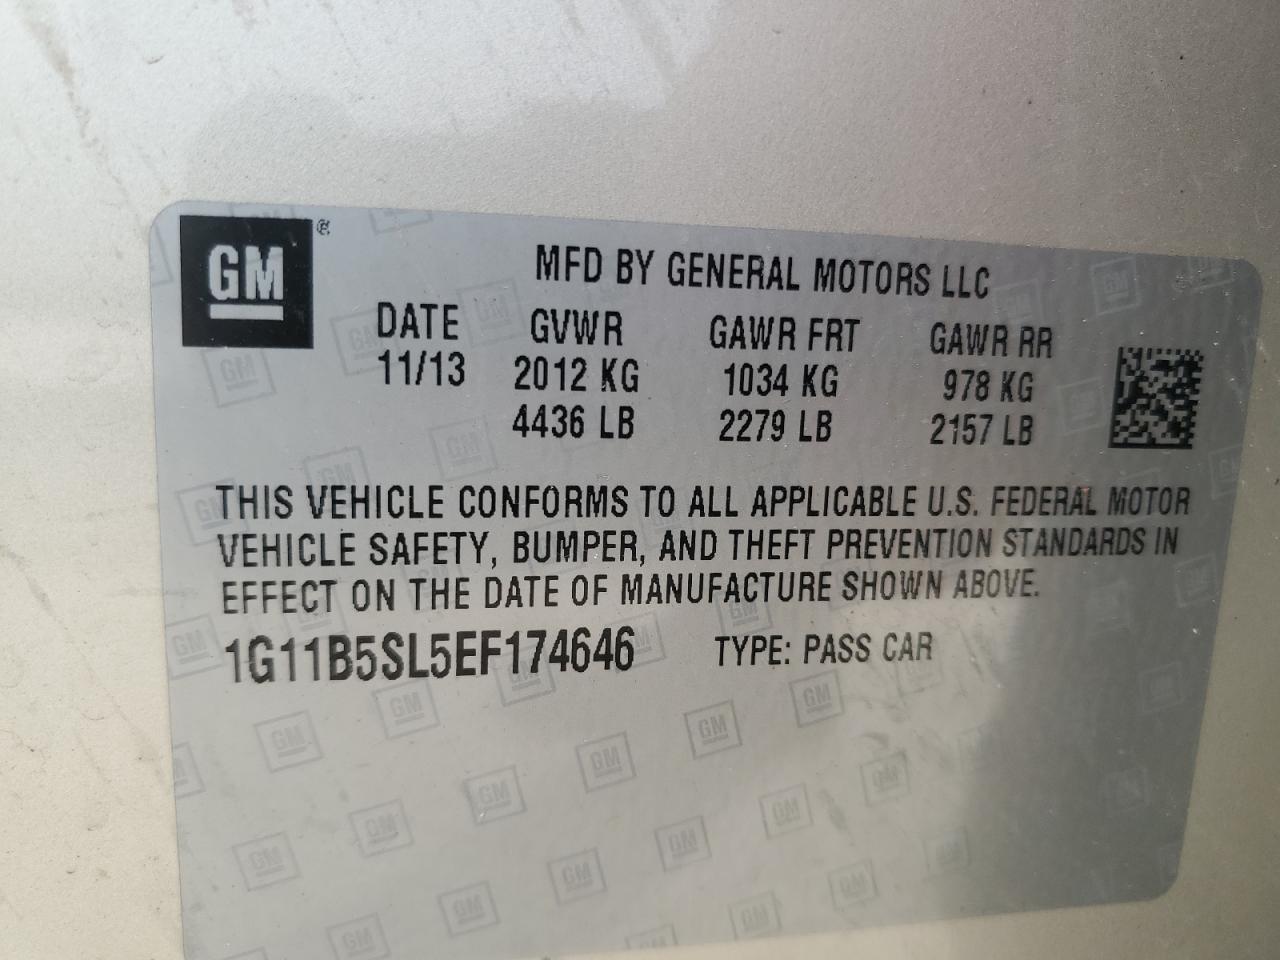 GM ®
MFD BY GENERAL MOTORS LLC
DATE GVWR GAWR FRT GAWR RR
11/13 2012 KG 1034 KG 978 KG
4436 LB 2279 LB 2157 LB
THIS VEHICLE CONFORMS TO ALL APPLICABLE U.S. FEDERAL MOTOR
VEHICLE SAFETY, BUMPER, AND THEFT PREVENTION STANDARDS IN
EFFECT ON THE DATE OF MANUFACTURE SHOWN ABOVE.
1G11B5SL5EF174646 TYPE: PASS CAR